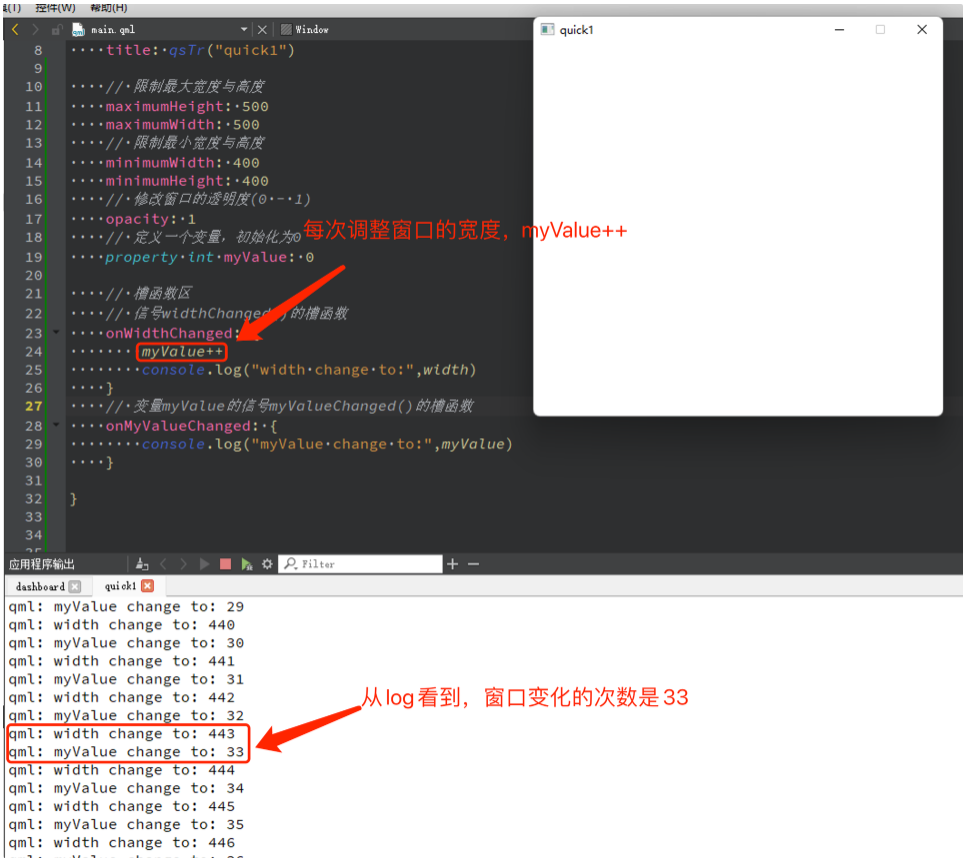 控件(W) 帮助(H)
main.qml Window
quick1
8 ····title:·qsTr("quick1")
9
10 ····//·限制最大宽度与高度
11 ····maximumHeight:·500
12 ····maximumWidth:·500
13 ····//·限制最小宽度与高度
14 ····minimumWidth:·400
15 ····minimumHeight:·400
16 ····//·修改窗口的透明度(0·-·1)
17 ····opacity:·1
每次调整窗口的宽度，myValue++
18 ····//·定义一个变量，初始化为0
19 ····property·int·myValue:·0
20
21 ····//·槽函数区
22 ····//·信号widthChanged()的槽函数
23 ····onWidthChanged:
24 ········myValue++
25 ········console.log("width·change·to:",width)
26 ····}
27 ····//·变量myValue的信号myValueChanged()的槽函数
28 ····onMyValueChanged:·{
29 ········console.log("myValue·change·to:",myValue)
30 ····}
31
32 }
33
34
应用程序输出 Filter
dashboard quick1
qml: myValue change to: 29
qml: width change to: 440
qml: myValue change to: 30
qml: width change to: 441
qml: myValue change to: 31
qml: width change to: 442
qml: myValue change to: 32
从log看到，窗口变化的次数是33
qml: width change to: 443
qml: myValue change to: 33
qml: width change to: 444
qml: myValue change to: 34
qml: width change to: 445
qml: myValue change to: 35
qml: width change to: 446